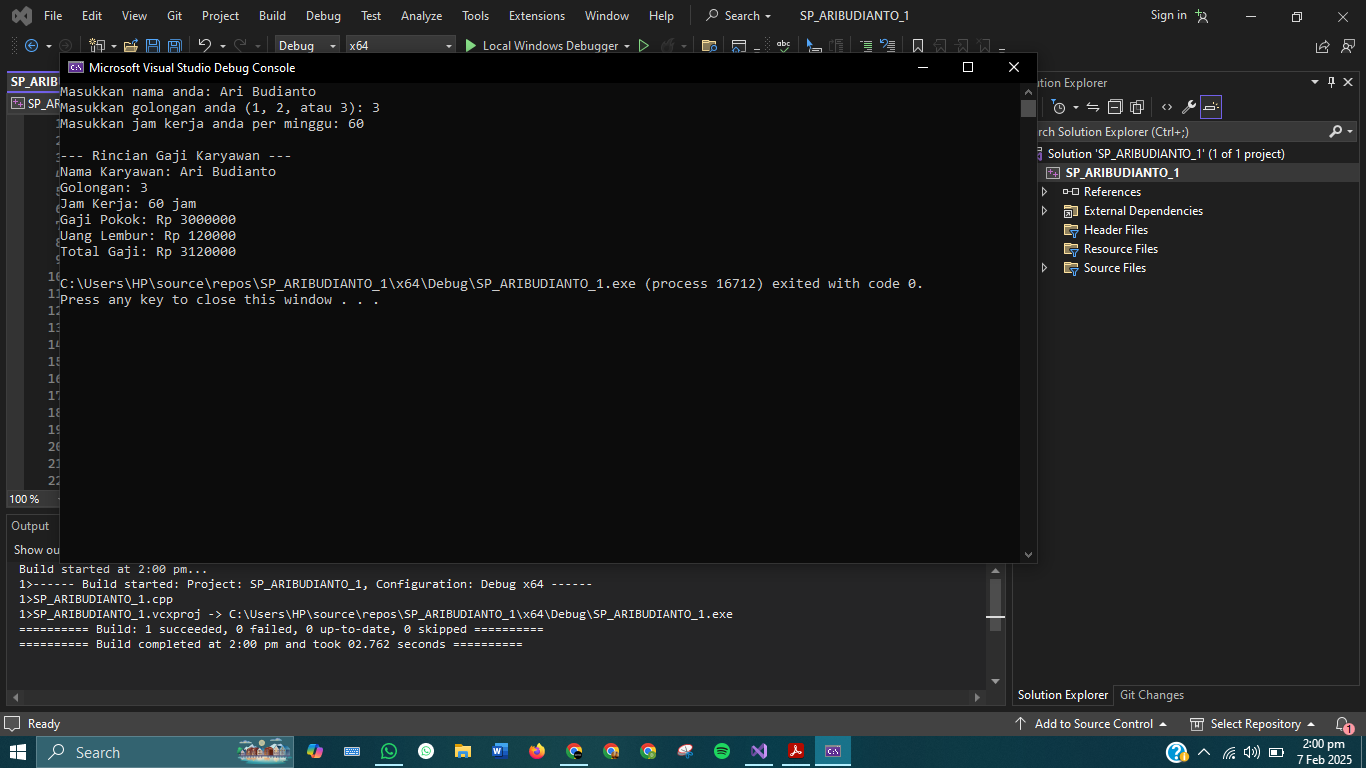 File Edit View Git Project Build Debug Test Analyze Tools Extensions Window Help Search SP_ARIBUDIANTO_1 Sign in
Debug x64 Local Windows Debugger
Microsoft Visual Studio Debug Console
SP_ARIB
SP_AR
Masukkan nama anda: Ari Budianto
Masukkan golongan anda (1, 2, atau 3): 3
Masukkan jam kerja anda per minggu: 60
--- Rincian Gaji Karyawan ---
Nama Karyawan: Ari Budianto
Golongan: 3
Jam Kerja: 60 jam
Gaji Pokok: Rp 3000000
Uang Lembur: Rp 120000
Total Gaji: Rp 3120000
C:\Users\HP\source\repos\SP_ARIBUDIANTO_1\x64\Debug\SP_ARIBUDIANTO_1.exe (process 16712) exited with code 0.
Press any key to close this window . . .
10
11
12
13
14
15
16
17
18
19
20
21
22
100 %
ution Explorer
rch Solution Explorer (Ctrl+;)
Solution 'SP_ARIBUDIANTO_1' (1 of 1 project)
SP_ARIBUDIANTO_1
References
External Dependencies
Header Files
Resource Files
Source Files
Output
Show ou
Build started at 2:00 pm...
1>------ Build started: Project: SP_ARIBUDIANTO_1, Configuration: Debug x64 ------
1>SP_ARIBUDIANTO_1.cpp
1>SP_ARIBUDIANTO_1.vcxproj -> C:\Users\HP\source\repos\SP_ARIBUDIANTO_1\x64\Debug\SP_ARIBUDIANTO_1.exe
========== Build: 1 succeeded, 0 failed, 0 up-to-date, 0 skipped ==========
========== Build completed at 2:00 pm and took 02.762 seconds ==========
Solution Explorer Git Changes
Ready Add to Source Control Select Repository 1
Search
2:00 pm
7 Feb 2025